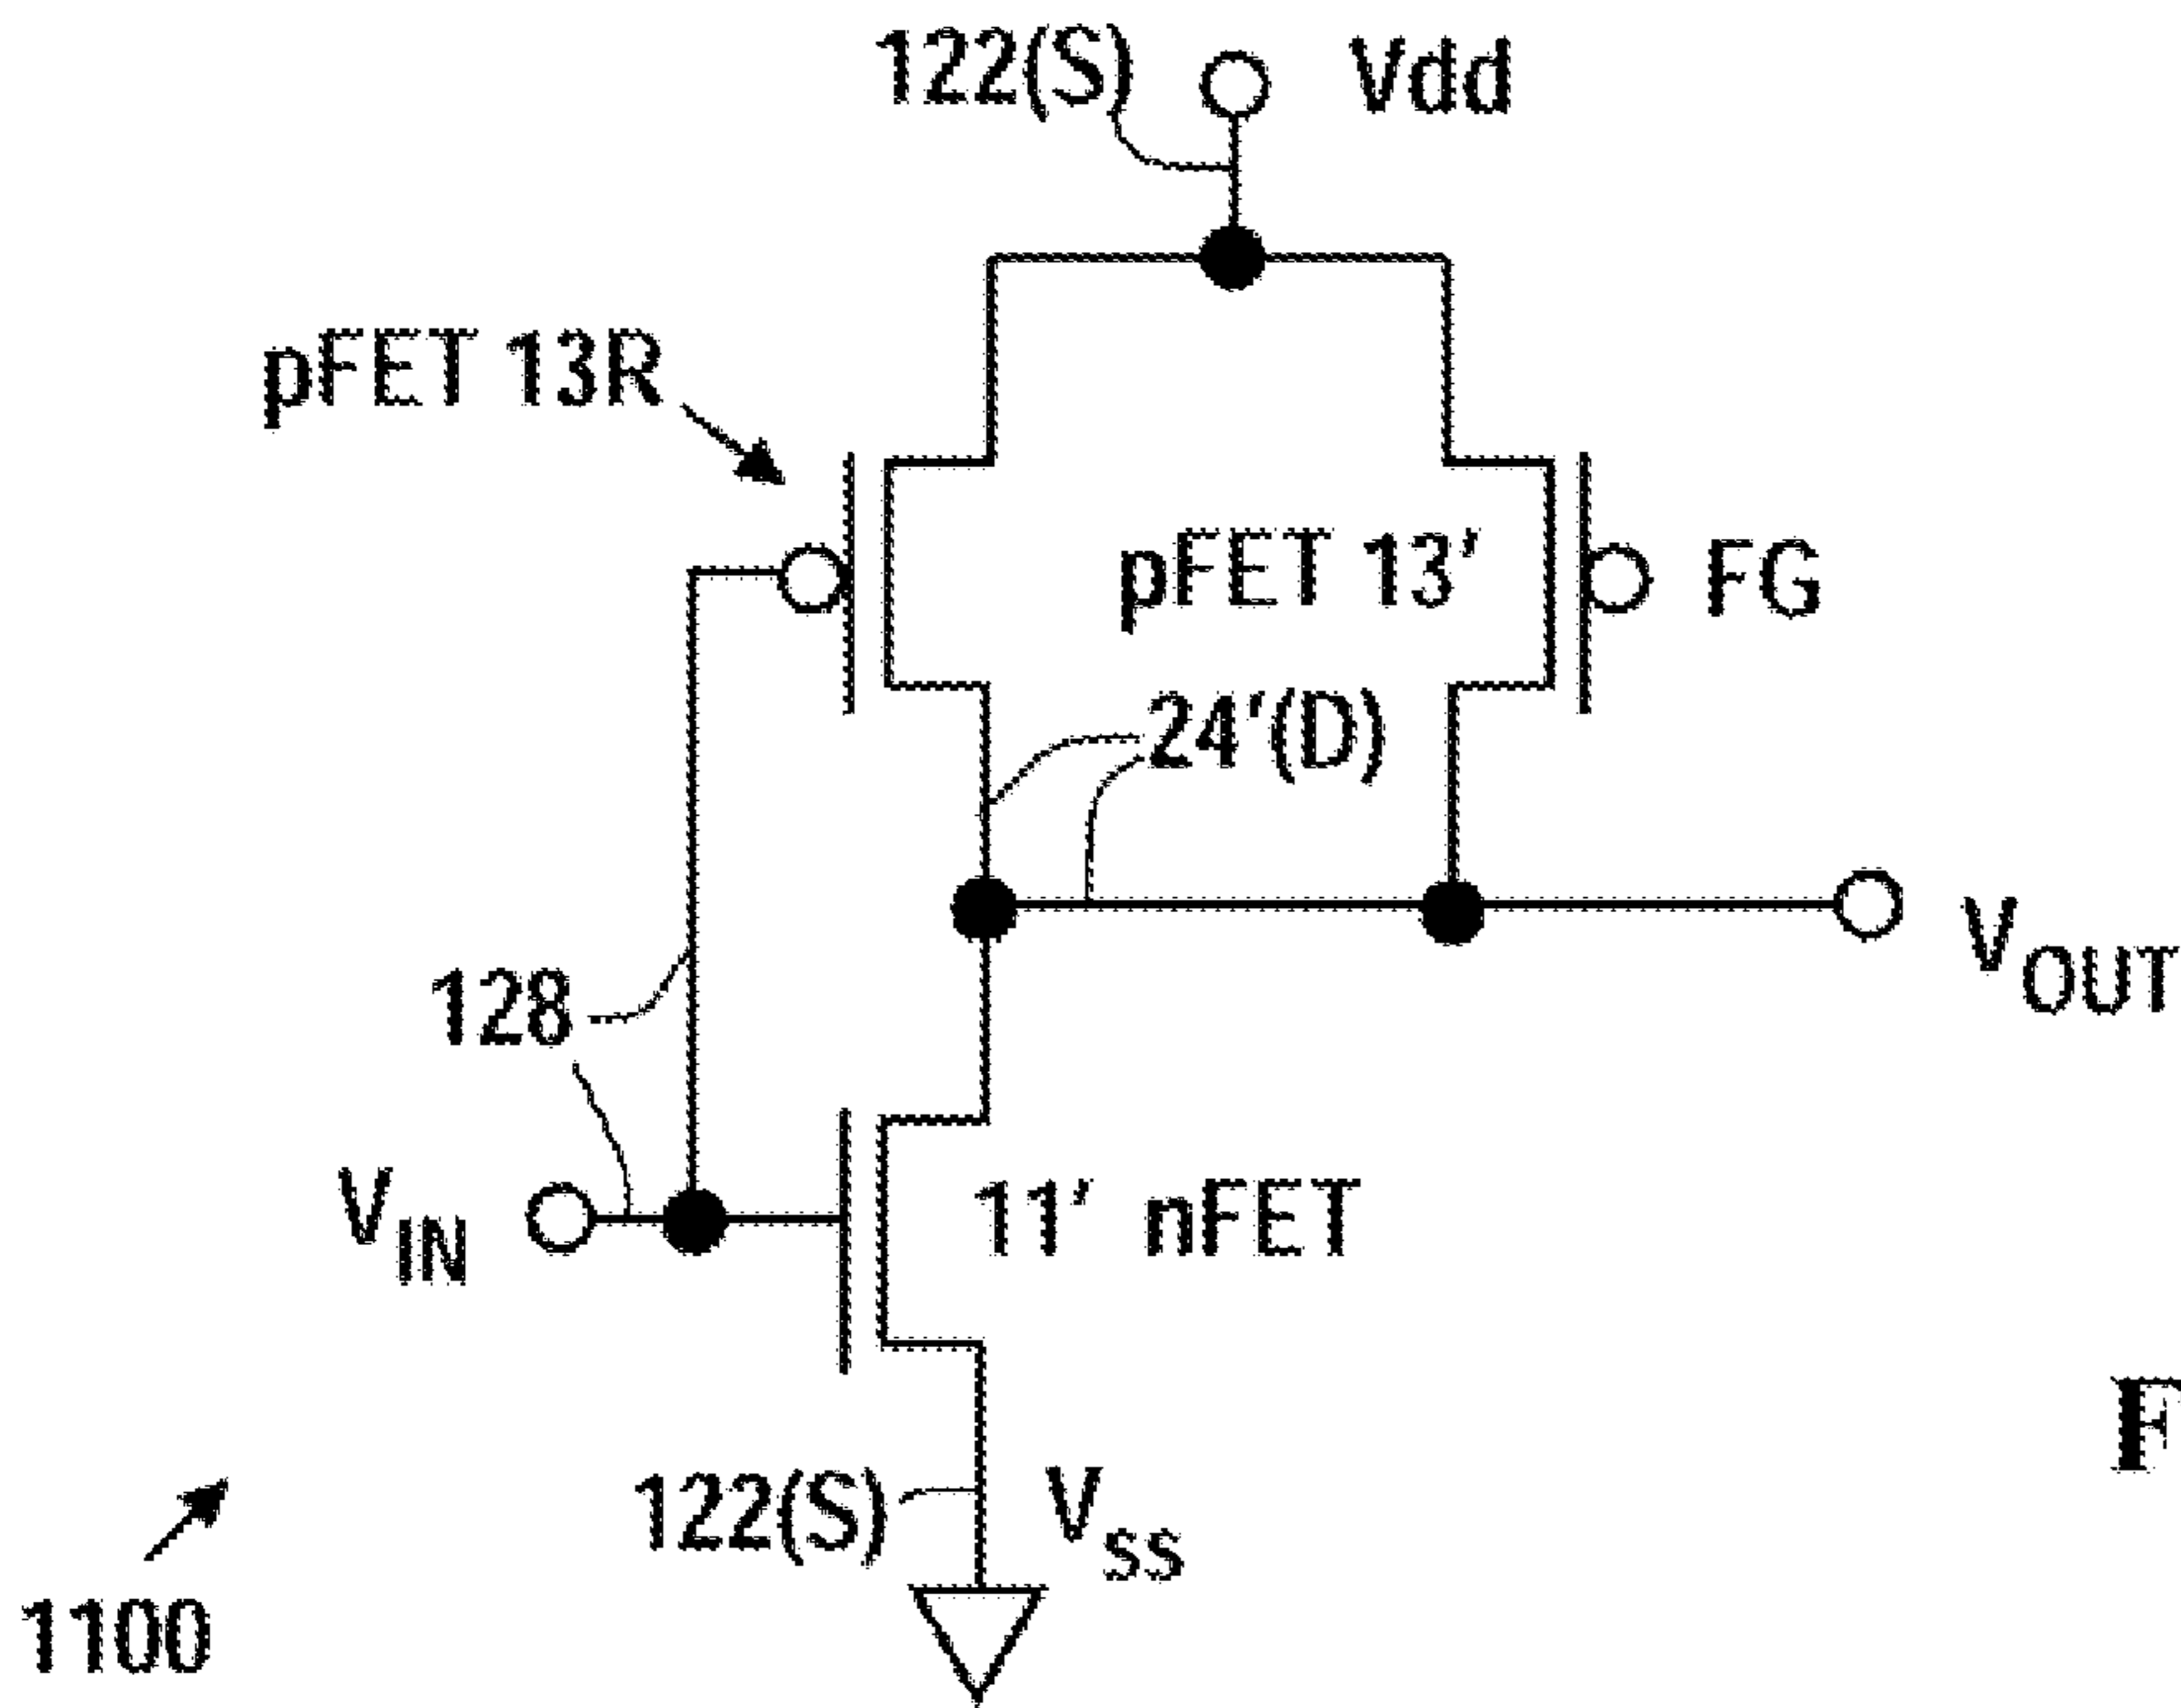 122(S) Vdd
pFET 13R
pFET 13′ FG
24′(D)
V_OUT
128
V_IN
11′ nFET
F
122(S) V_SS
1100